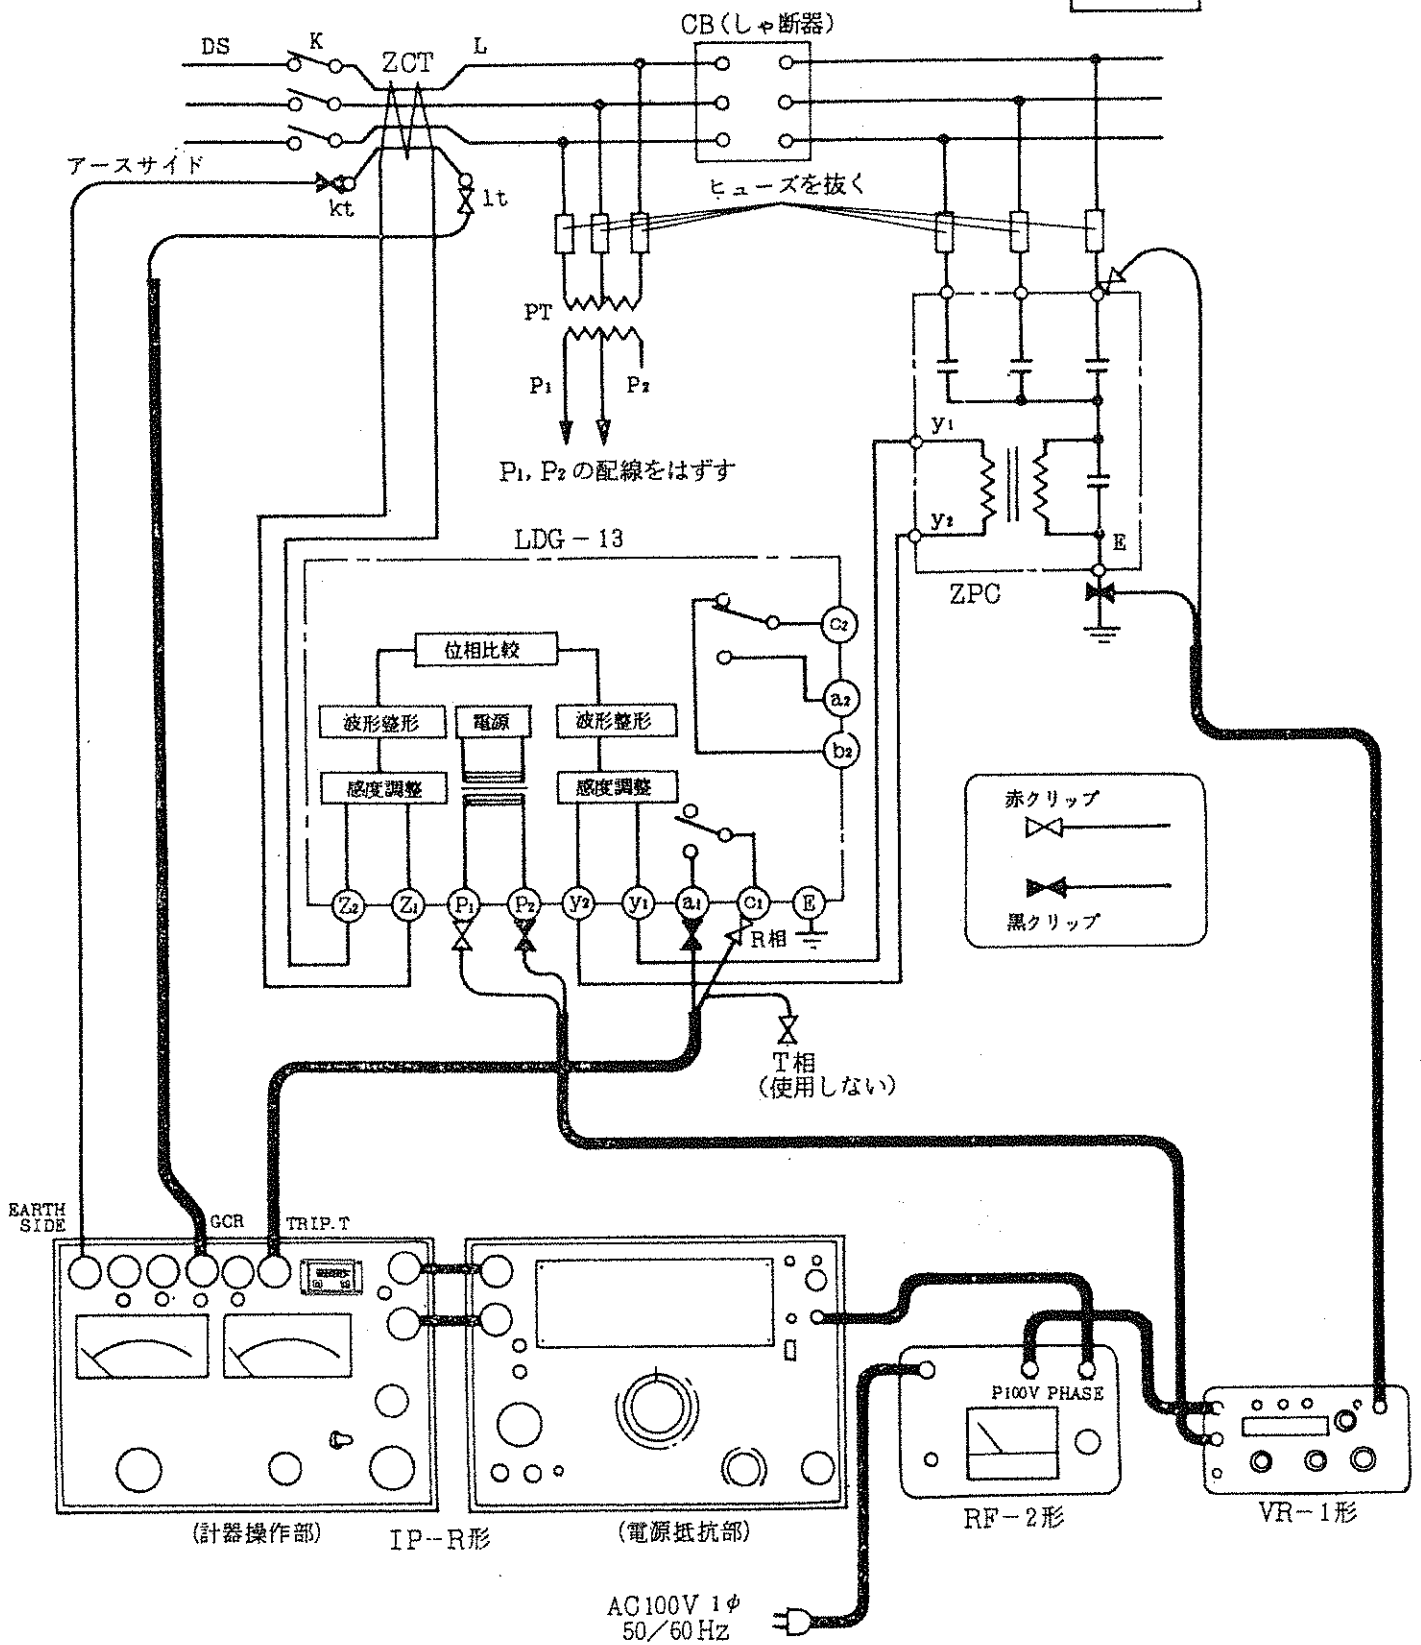 CB(しゃ断器)
DS
K
ZCT
L
アースサイド
kt
lt
ヒューズを抜く
PT
P₁
P₂
P₁, P₂ の配線をはずす
y₁
y₂
E
ZPC
LDG-13
位相比較
波形整形
電源
波形整形
感度調整
感度調整
c₂
a₂
b₂
Z₂
Z₁
P₁
P₂
y₂
y₁
a₁
c₁
E
R相
T相
(使用しない)
赤クリップ
黒クリップ
EARTH
SIDE
GCR
TRIP.T
P100V PHASE
(計器操作部)
IP-R形
(電源抵抗部)
RF-2形
VR-1形
AC100V 1φ
50/60Hz